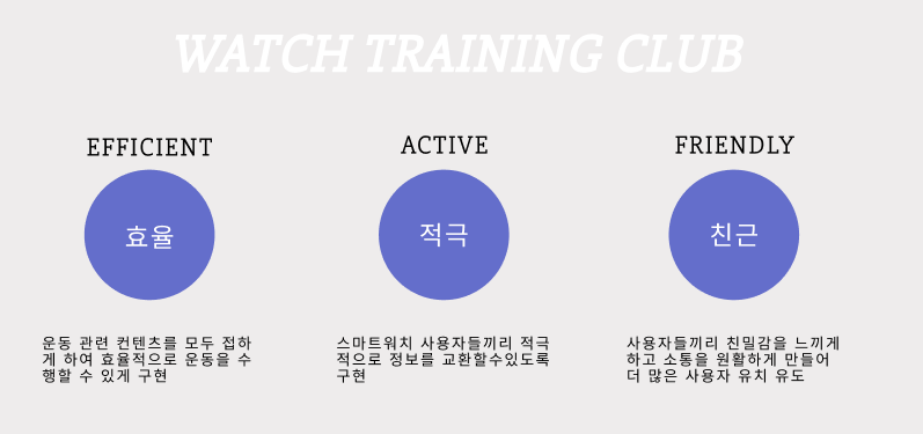 WATCH TRAINING CLUB
EFFICIENT
효율
운동 관련 컨텐츠를 모두 접하
게 하여 효율적으로 운동을 수
행할 수 있게 구현
ACTIVE
적극
스마트워치 사용자들끼리 적극
적으로 정보를 교환할수있도록
구현
FRIENDLY
친근
사용자들끼리 친밀감을 느끼게
하고 소통을 원활하게 만들어
더 많은 사용자 유치 유도